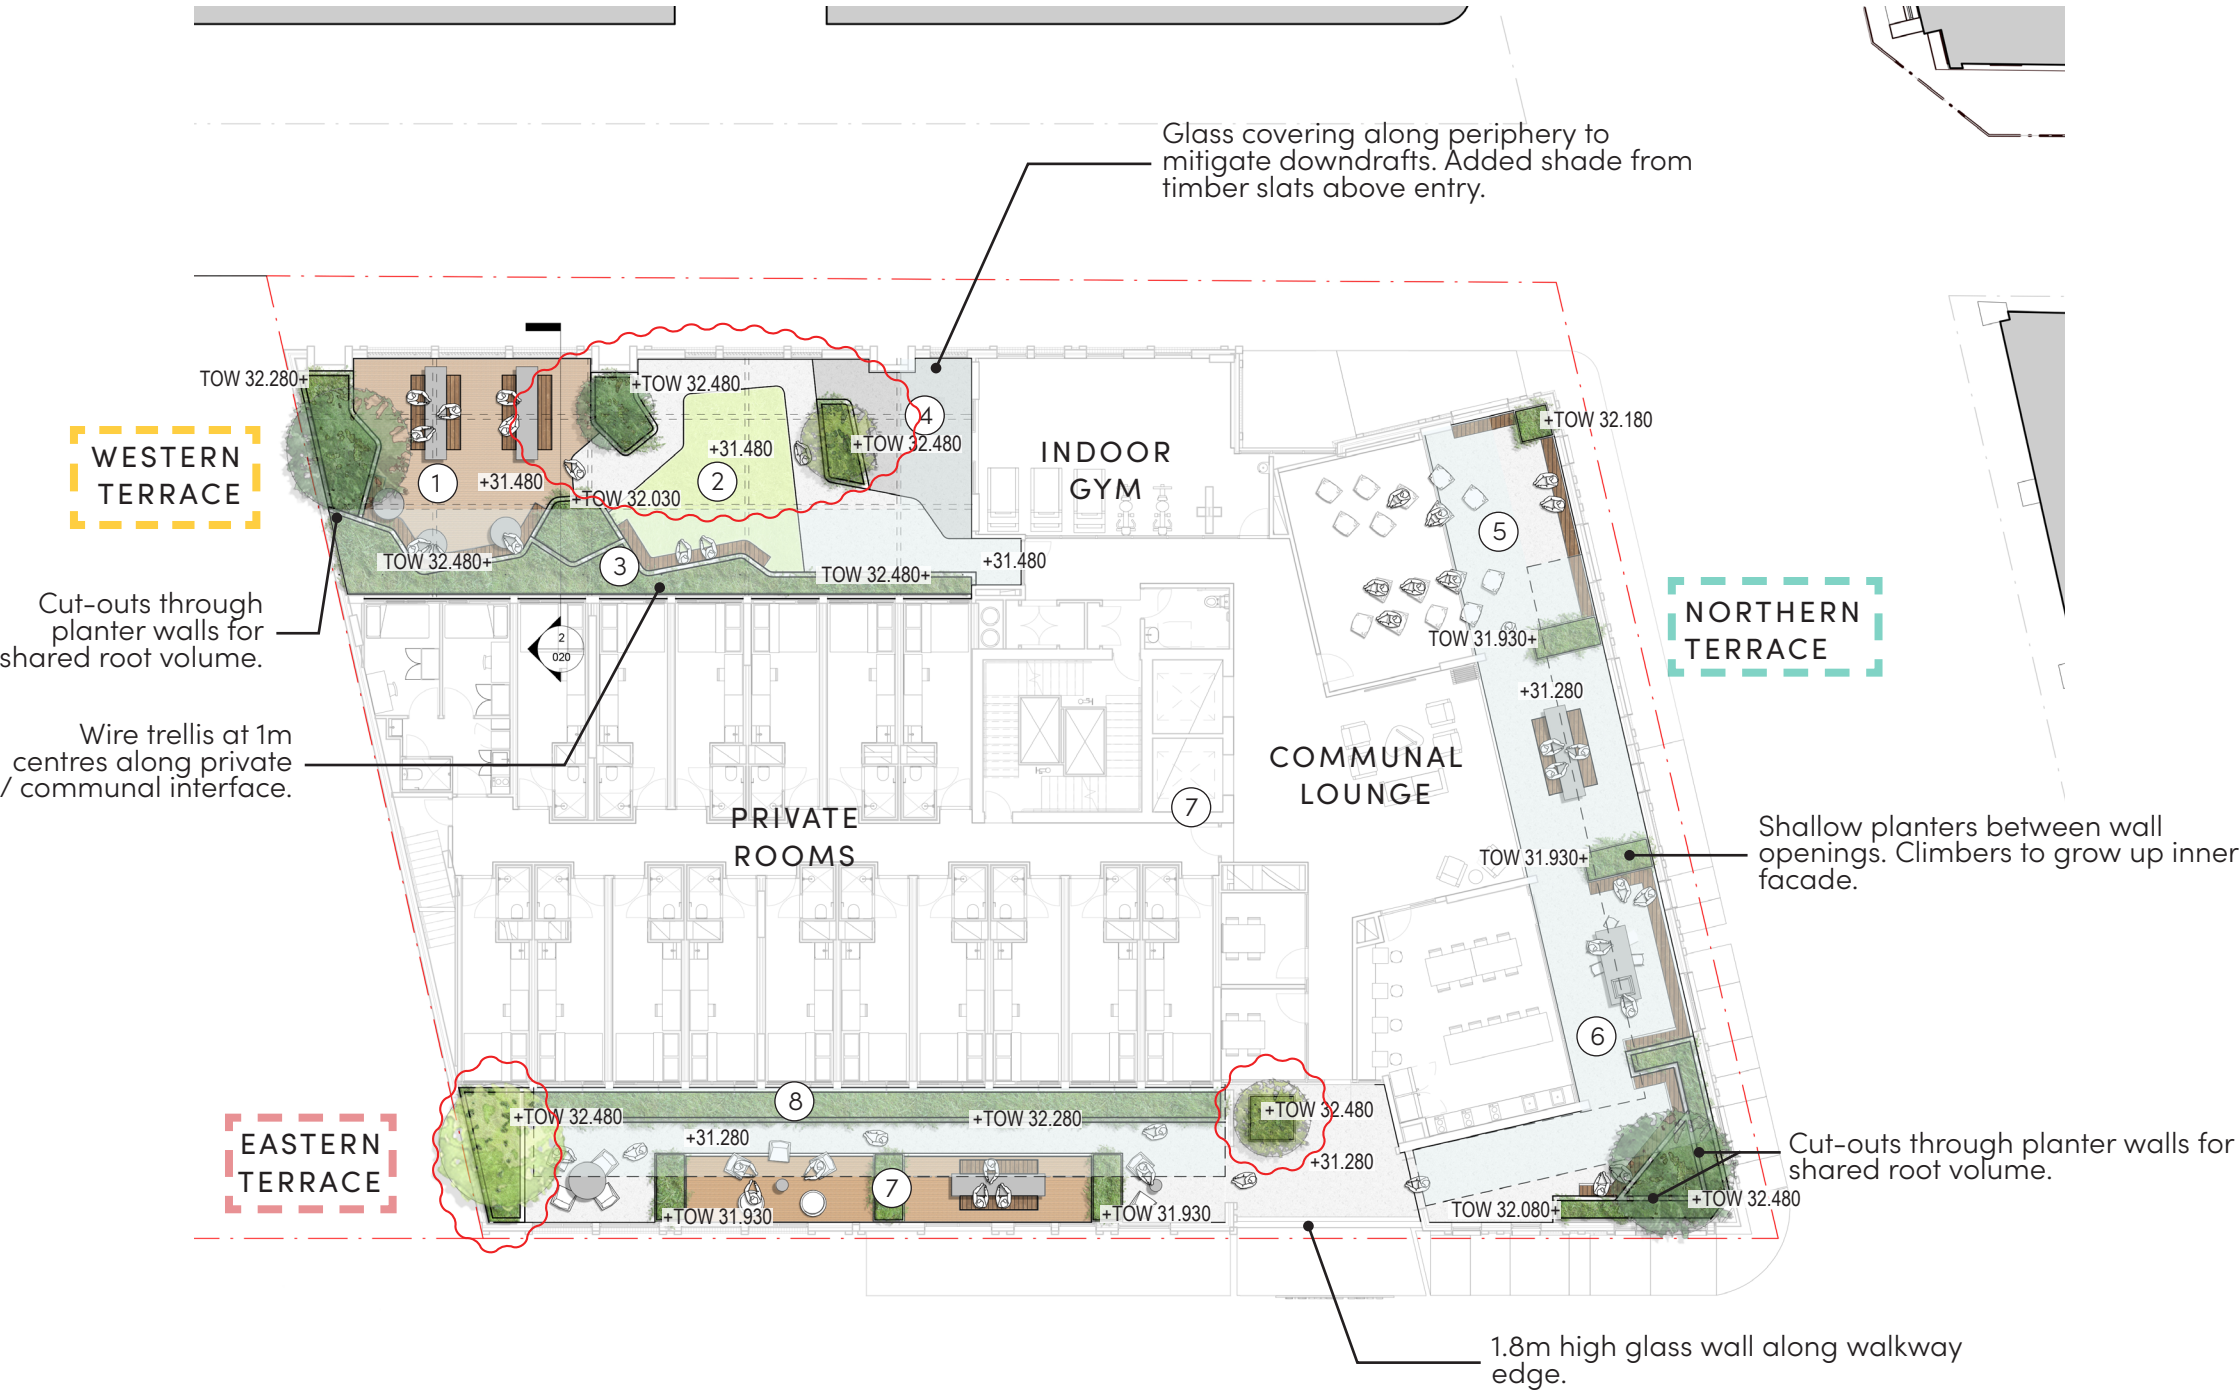 Glass covering along periphery to
mitigate downdrafts. Added shade from
timber slats above entry.
TOW 32.280+
+TOW 32.480
4
+TOW 32.480
+TOW 32.180
WESTERN
TERRACE
1
+31.480
+31.480
2
+TOW 32.030
INDOOR
GYM
5
TOW 32.480+
3
TOW 32.480+
+31.480
Cut-outs through
planter walls for
shared root volume.
2
020
NORTHERN
TERRACE
TOW 31.930+
+31.280
Wire trellis at 1m
centres along private
/ communal interface.
PRIVATE
ROOMS
7
COMMUNAL
LOUNGE
TOW 31.930+
Shallow planters between wall
openings. Climbers to grow up inner
facade.
6
EASTERN
TERRACE
+TOW 32.480
8
+TOW 32.280
+TOW 32.480
+31.280
+31.280
7
+TOW 31.930
+TOW 31.930
TOW 32.080+
+TOW 32.480
Cut-outs through planter walls for
shared root volume.
1.8m high glass wall along walkway
edge.